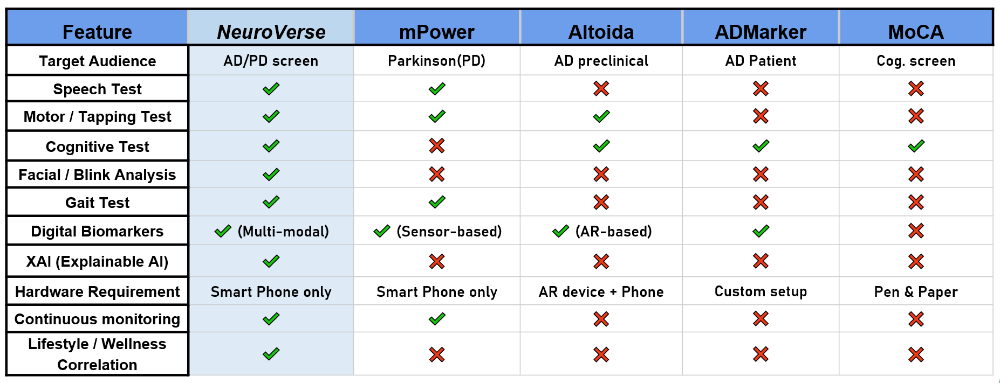 Feature NeuroVerse mPower Altoida ADMarker MoCA
Target Audience AD/PD screen Parkinson(PD) AD preclinical AD Patient Cog. screen
Speech Test ✔ ✔ ❌ ❌ ❌
Motor / Tapping Test ✔ ✔ ✔ ❌ ❌
Cognitive Test ✔ ❌ ✔ ✔ ✔
Facial / Blink Analysis ✔ ❌ ❌ ❌ ❌
Gait Test ✔ ✔ ❌ ❌ ❌
Digital Biomarkers ✔ (Multi-modal) ✔ (Sensor-based) ✔ (AR-based) ✔ ❌
XAI (Explainable AI) ✔ ❌ ❌ ❌ ❌
Hardware Requirement Smart Phone only Smart Phone only AR device + Phone Custom setup Pen & Paper
Continuous monitoring ✔ ✔ ❌ ❌ ❌
Lifestyle / Wellness
Correlation ✔ ❌ ❌ ❌ ❌